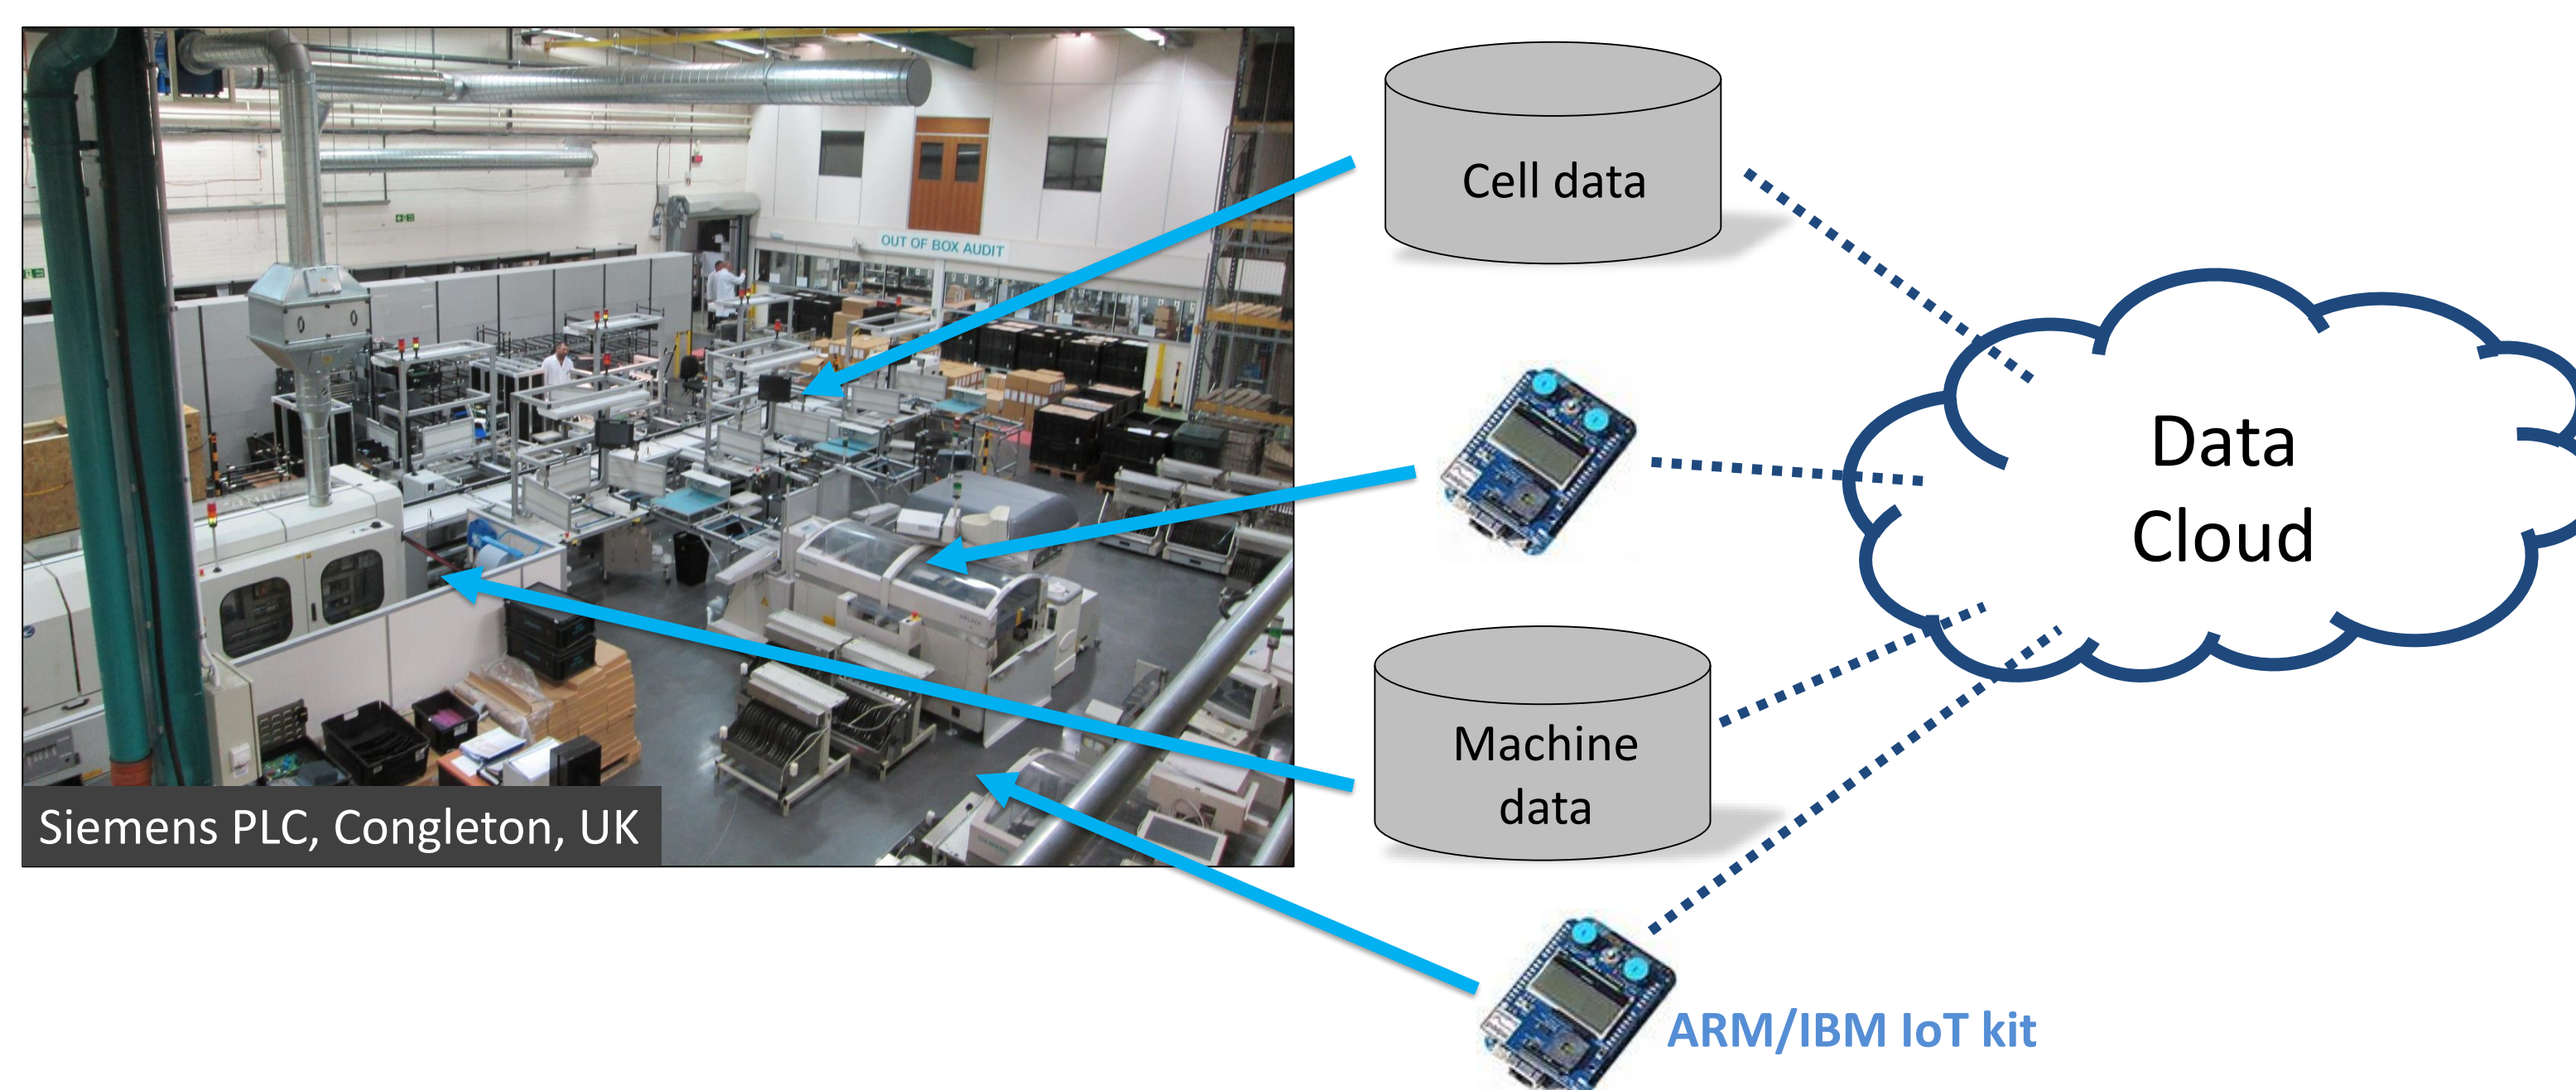 OUT OF BOX AUDIT
Siemens PLC, Congleton, UK
Cell data
Data
Cloud
Machine
data
ARM/IBM IoT kit